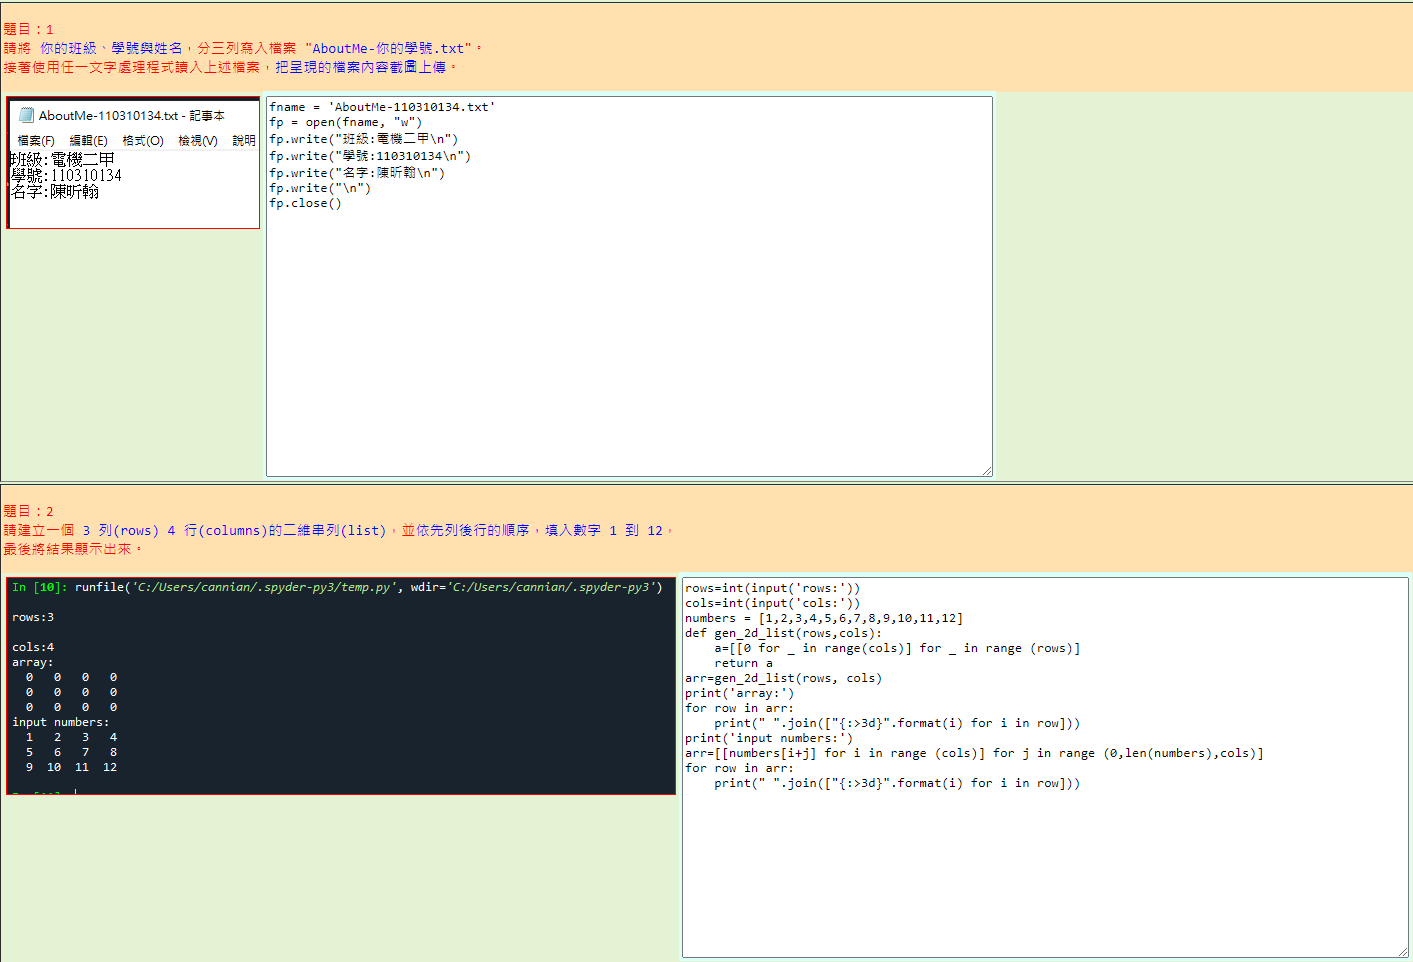 題目：1
請將 你的班級、學號與姓名，分三列寫入檔案 "AboutMe-你的學號.txt"。
接著使用任一文字處理程式讀入上述檔案，把呈現的檔案內容截圖上傳。
AboutMe-110310134.txt - 記事本
檔案(F) 編輯(E) 格式(O) 檢視(V) 說明
班級:電機二甲
學號:110310134
名字:陳昕翰
fname = 'AboutMe-110310134.txt'
fp = open(fname, "w")
fp.write("班級:電機二甲\n")
fp.write("學號:110310134\n")
fp.write("名字:陳昕翰\n")
fp.write("\n")
fp.close()
題目：2
請建立一個 3 列(rows) 4 行(columns)的二維串列(list)，並依先列後行的順序，填入數字 1 到 12，
最後將結果顯示出來。
In [10]: runfile('C:/Users/cannian/.spyder-py3/temp.py', wdir='C:/Users/cannian/.spyder-py3')
rows:3
cols:4
array:
0 0 0 0
0 0 0 0
0 0 0 0
input numbers:
1 2 3 4
5 6 7 8
9 10 11 12
rows=int(input('rows:'))
cols=int(input('cols:'))
numbers = [1,2,3,4,5,6,7,8,9,10,11,12]
def gen_2d_list(rows,cols):
    a=[[0 for _ in range(cols)] for _ in range (rows)]
    return a
arr=gen_2d_list(rows, cols)
print('array:')
for row in arr:
    print(" ".join(["{:>3d}".format(i) for i in row]))
print('input numbers:')
arr=[[numbers[i+j] for i in range (cols)] for j in range (0,len(numbers),cols)]
for row in arr:
    print(" ".join(["{:>3d}".format(i) for i in row]))